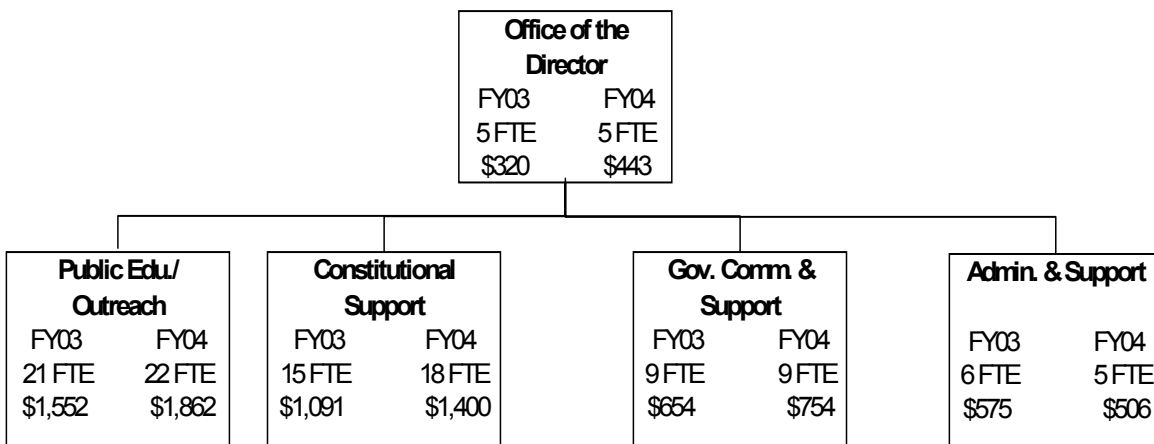 Office of the
Director
FY03 FY04
5 FTE 5 FTE
$320 $443
Public Edu./
Outreach
FY03 FY04
21 FTE 22 FTE
$1,552 $1,862
Constitutional
Support
FY03 FY04
15 FTE 18 FTE
$1,091 $1,400
Gov. Comm. &
Support
FY03 FY04
9 FTE 9 FTE
$654 $754
Admin. & Support
FY03 FY04
6 FTE 5 FTE
$575 $506